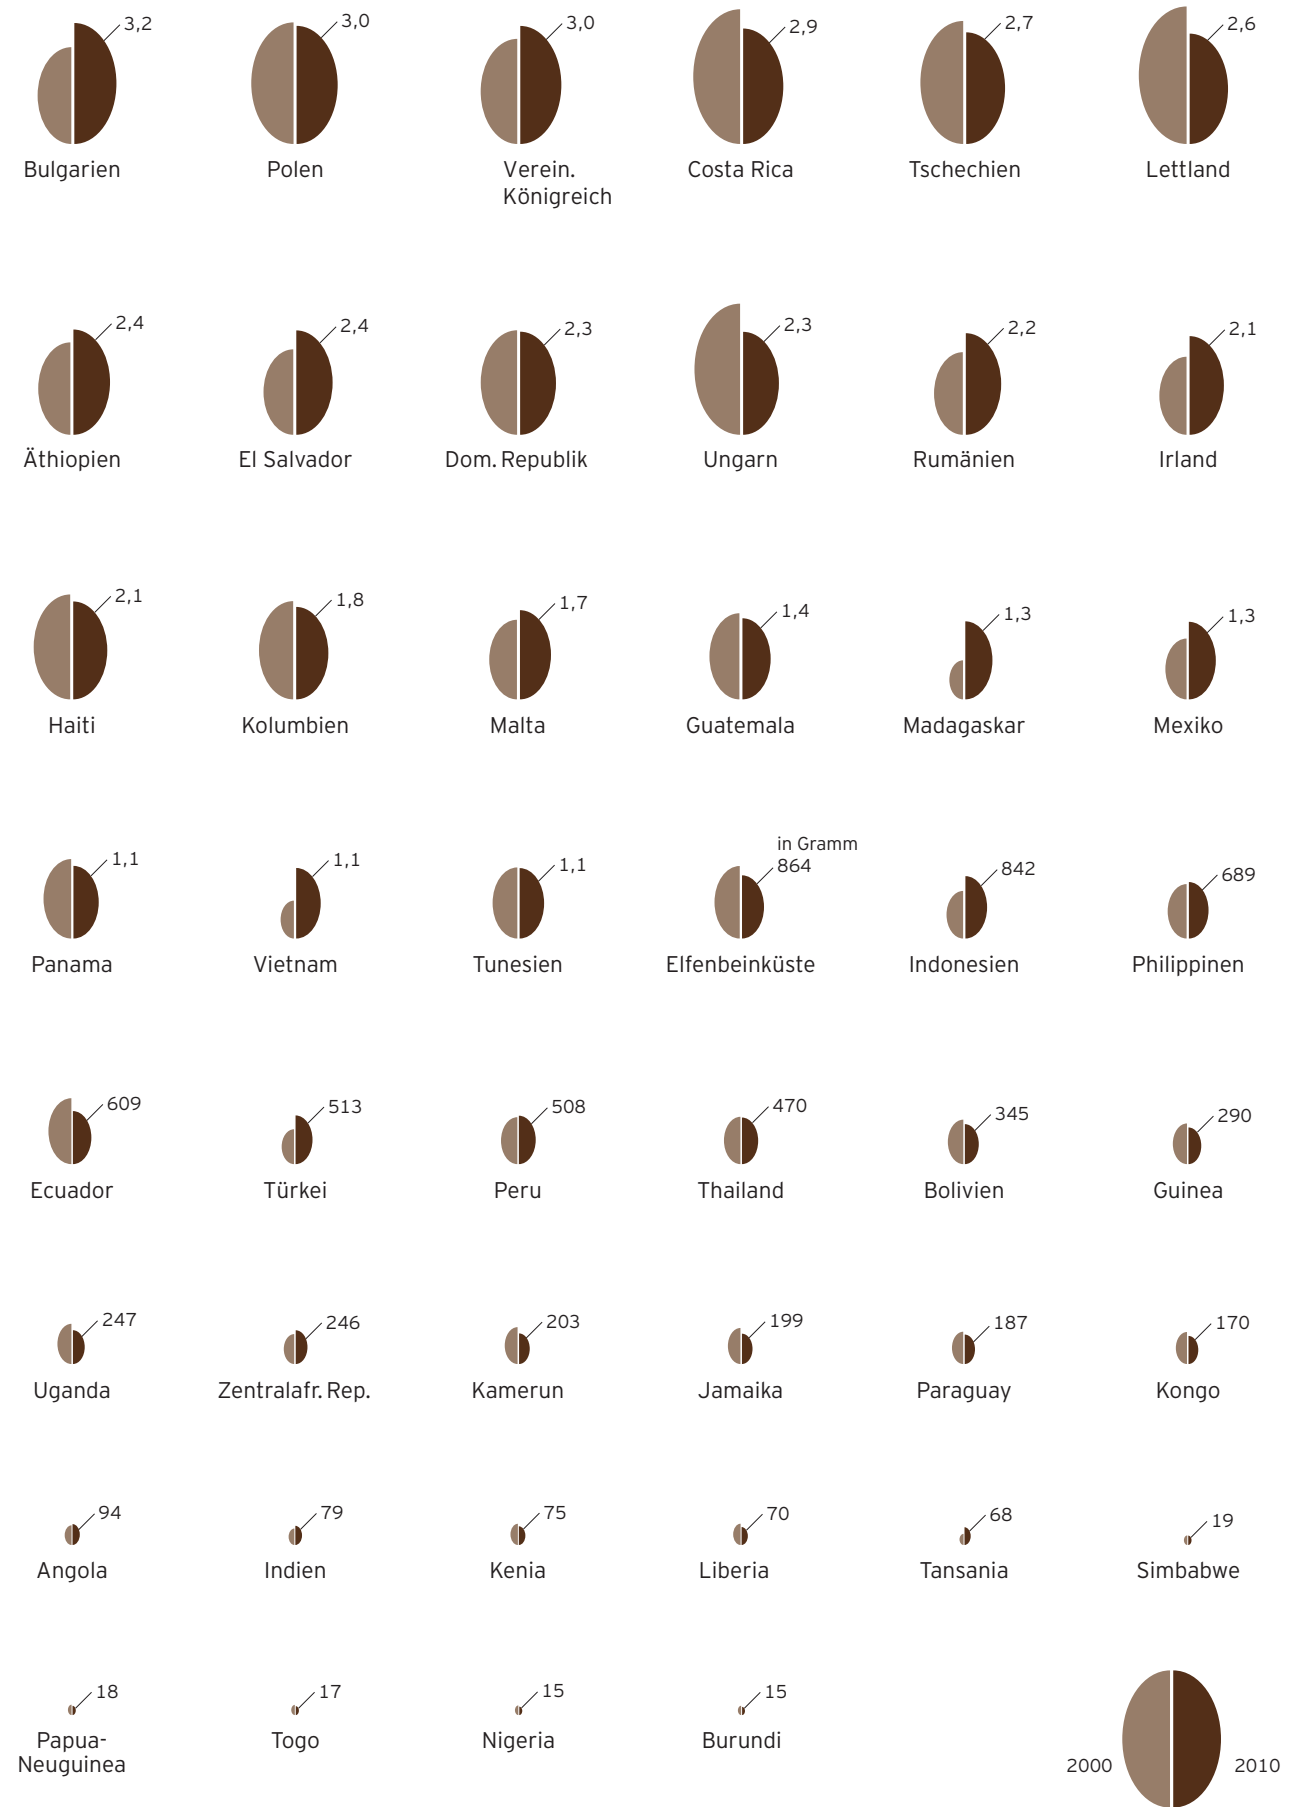 3,2
3,0
3,0
2,9
2,7
2,6
Bulgarien
Polen
Verein.
Königreich
Costa Rica
Tschechien
Lettland
2,4
2,4
2,3
2,3
2,2
2,1
Äthiopien
El Salvador
Dom. Republik
Ungarn
Rumänien
Irland
2,1
1,8
1,7
1,4
1,3
1,3
Haiti
Kolumbien
Malta
Guatemala
Madagaskar
Mexiko
1,1
1,1
1,1
in Gramm
864
842
689
Panama
Vietnam
Tunesien
Elfenbeinküste
Indonesien
Philippinen
609
513
508
470
345
290
Ecuador
Türkei
Peru
Thailand
Bolivien
Guinea
247
246
203
199
187
170
Uganda
Zentralafr. Rep.
Kamerun
Jamaika
Paraguay
Kongo
94
79
75
70
68
19
Angola
Indien
Kenia
Liberia
Tansania
Simbabwe
18
17
15
15
Papua-
Neuguinea
Togo
Nigeria
Burundi
2000
2010